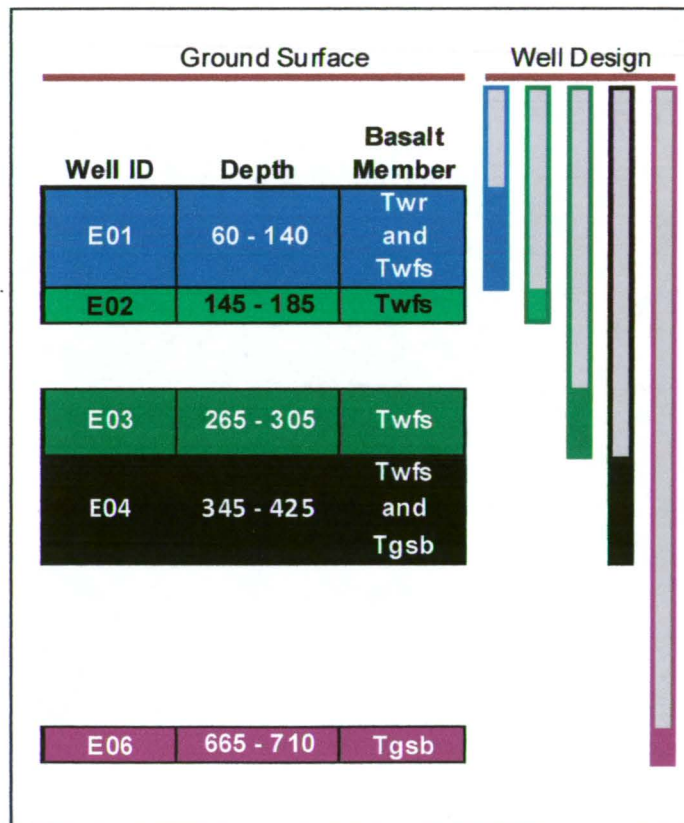 Ground Surface Well Design
Well ID Depth Basalt Member
E01 60 - 140 Twr and Twfs
E02 145 - 185 Twfs
E03 265 - 305 Twfs
E04 345 - 425 Twfs and Tgsb
E06 665 - 710 Tgsb